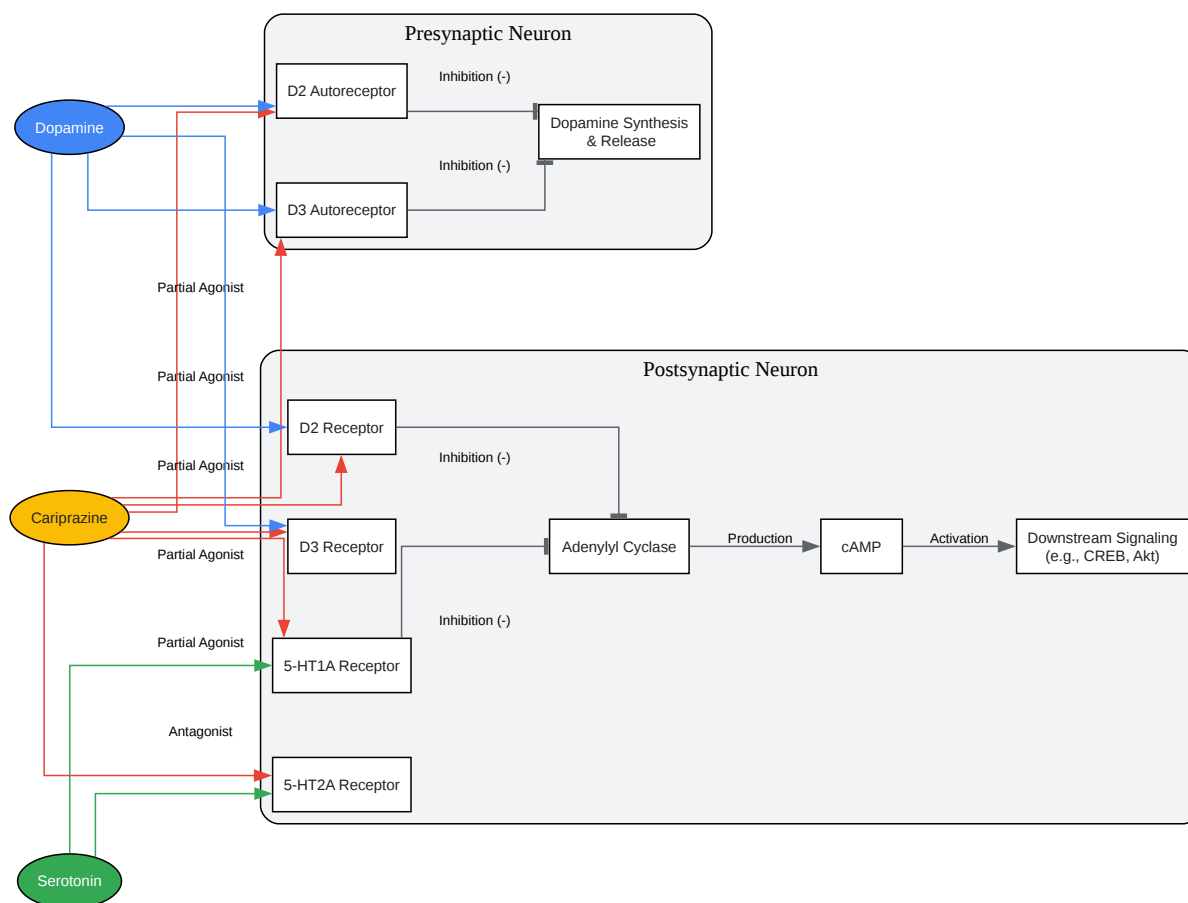 Presynaptic Neuron
D2 Autoreceptor
Inhibition (-)
Dopamine Synthesis
& Release
Dopamine
Inhibition (-)
D3 Autoreceptor
Partial Agonist
Postsynaptic Neuron
Partial Agonist
D2 Receptor
Inhibition (-)
Partial Agonist
Cariprazine
D3 Receptor
Adenylyl Cyclase
Production
cAMP
Activation
Downstream Signaling
(e.g., CREB, Akt)
Partial Agonist
Inhibition (-)
Partial Agonist
5-HT1A Receptor
Antagonist
5-HT2A Receptor
Serotonin